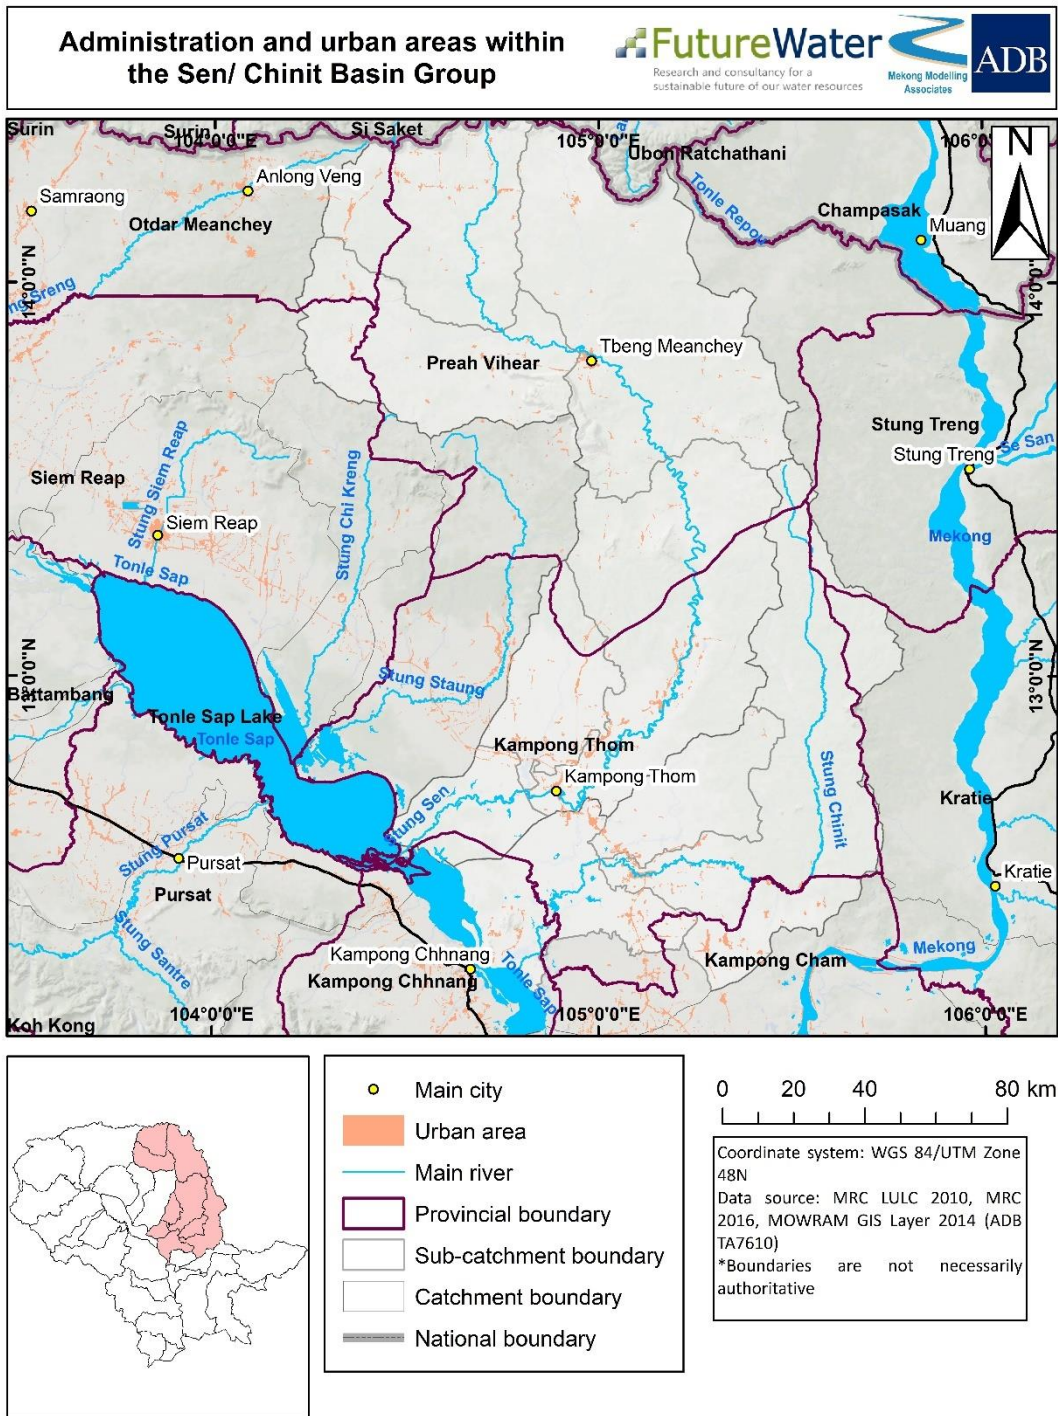 Administration and urban areas within
the Sen/ Chinit Basin Group
FutureWater
Research and consultancy for a
sustainable future of our water resources
Mekong Modelling
Associates
ADB
Surin
Surin
104°0'0"E
Si Saket
105°0'0"E
Ubon Ratchathani
106°0'0"E
N
Samraong
Anlong Veng
Otdar Meanchey
Tonle Repou
Champasak
Muang
ng Sreng
14°0'0"N
14°0'0"N
Preah Vihear
Tbeng Meanchey
Stung Treng
Stung Treng
Se San
Siem Reap
Stung Siem Reap
Siem Reap
Stung Chi Kreng
Mekong
Tonle Sap
13°0'0"N
13°0'0"N
Battambang
Stung Staung
Tonle Sap Lake
Tonle Sap
Kampong Thom
Kampong Thom
Stung Sen
Stung Chinit
Kratie
Kratie
Stung Pursat
Pursat
Pursat
Stung Santre
Kampong Chhnang
Kampong Chhnang
Tonle Sap
Kampong Cham
Mekong
Koh Kong
104°0'0"E
105°0'0"E
106°0'0"E
Main city
Urban area
Main river
Provincial boundary
Sub-catchment boundary
Catchment boundary
National boundary
0 20 40 80 km
Coordinate system: WGS 84/UTM Zone
48N
Data source: MRC LULC 2010, MRC
2016, MOWRAM GIS Layer 2014 (ADB
TA7610)
*Boundaries are not necessarily
authoritative